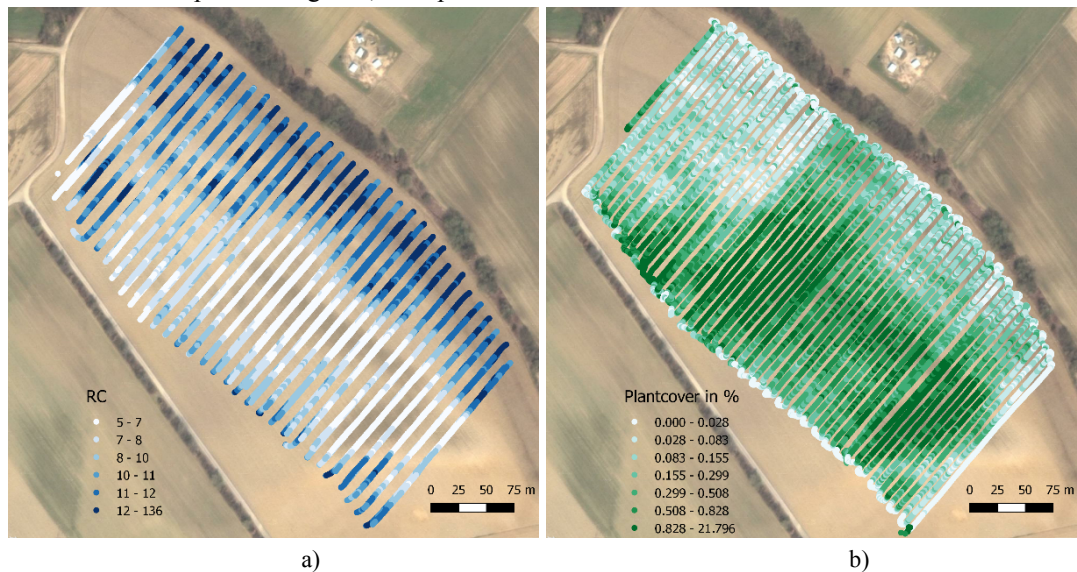 RC
5 - 7
7 - 8
8 - 10
10 - 11
11 - 12
12 - 136
0 25 50 75 m
Plantcover in %
0.000 - 0.028
0.028 - 0.083
0.083 - 0.155
0.155 - 0.299
0.299 - 0.508
0.508 - 0.828
0.828 - 21.796
0 25 50 75 m
a)
b)